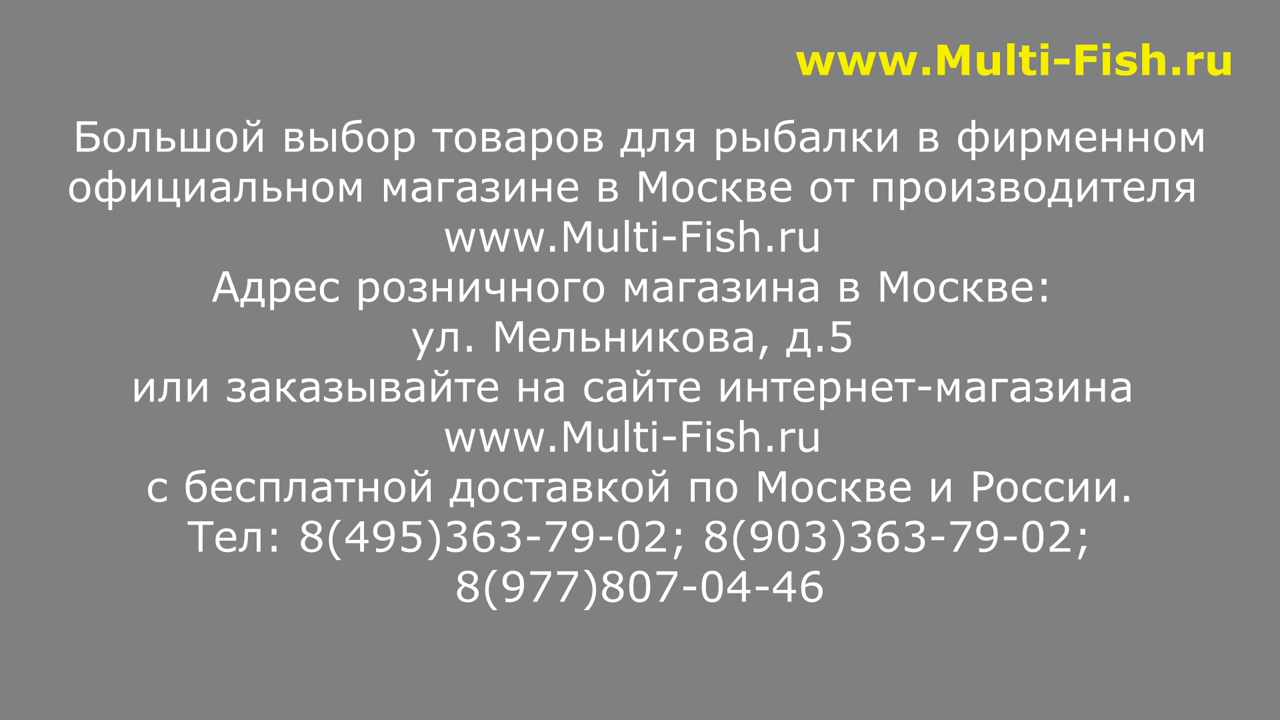 www.Multi-Fish.ru
Большой выбор товаров для рыбалки в фирменном
официальном магазине в Москве от производителя
www.Multi-Fish.ru
Адрес розничного магазина в Москве:
ул. Мельникова, д.5
или заказывайте на сайте интернет-магазина
www.Multi-Fish.ru
с бесплатной доставкой по Москве и России.
Тел: 8(495)363-79-02; 8(903)363-79-02;
8(977)807-04-46